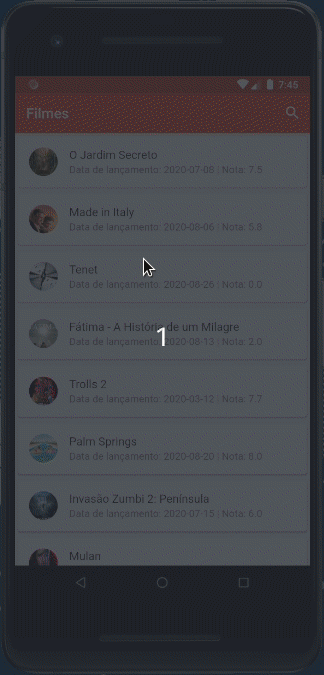 7:45
Filmes
O Jardim Secreto
Data de lançamento: 2020-07-08 | Nota: 7.5
Made in Italy
Data de lançamento: 2020-08-06 | Nota: 5.8
Tenet
Data de lançamento: 2020-08-26 | Nota: 0.0
Fátima - A História de um Milagre
Data de lançamento: 2020-08-13 | Nota: 2.0
1
Trolls 2
Data de lançamento: 2020-03-12 | Nota: 7.7
Palm Springs
Data de lançamento: 2020-08-20 | Nota: 8.0
Invasão Zumbi 2: Península
Data de lançamento: 2020-07-15 | Nota: 6.0
Mulan